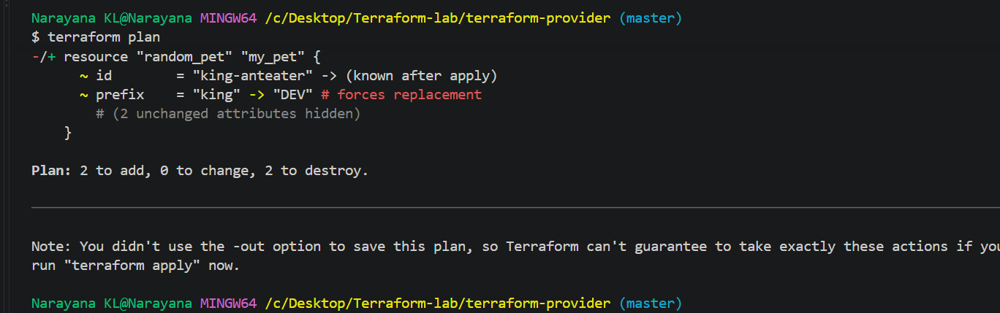 Narayana KL@Narayana MINGW64 /c/Desktop/Terraform-lab/terraform-provider (master)
$ terraform plan
-/+ resource "random_pet" "my_pet" {
      ~ id        = "king-anteater" -> (known after apply)
      ~ prefix    = "king" -> "DEV" # forces replacement
        # (2 unchanged attributes hidden)
    }
Plan: 2 to add, 0 to change, 2 to destroy.
Note: You didn't use the -out option to save this plan, so Terraform can't guarantee to take exactly these actions if you
run "terraform apply" now.
Narayana KL@Narayana MINGW64 /c/Desktop/Terraform-lab/terraform-provider (master)